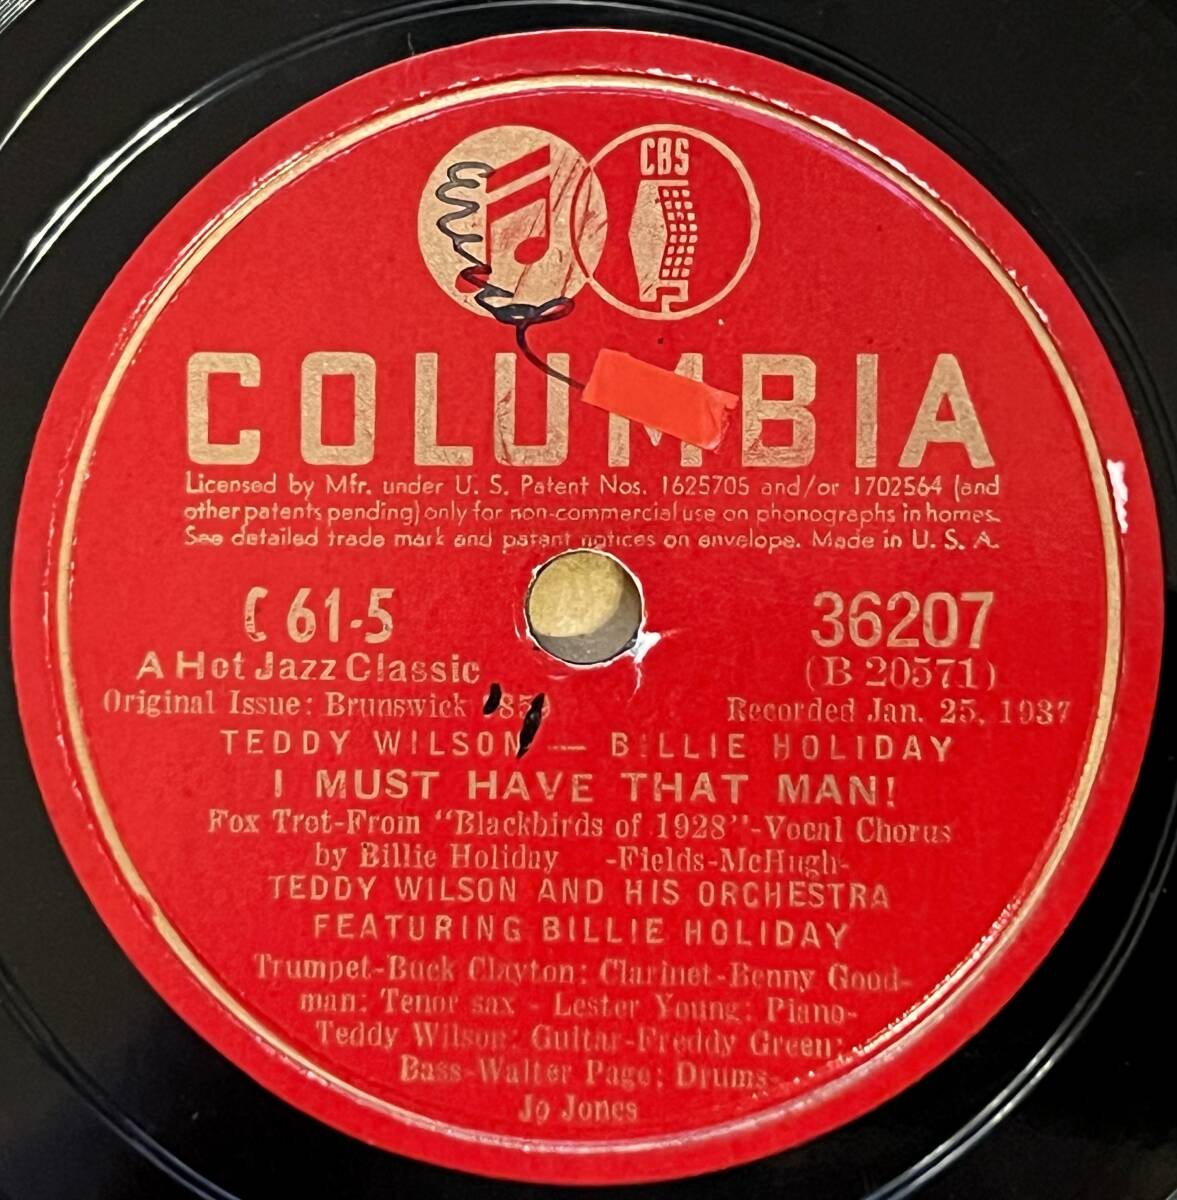 CBS
COLUMBIA
Licensed by Mfr. under U. S. Patent Nos. 1625705 and/or 1702564 (and
other patents pending) only for non-commercial use on phonographs in homes.
See detailed trade mark and patent notices on envelope. Made in U. S. A.
C 61-5
36207
A Hot Jazz Classic
(B 20571)
Original Issue: Brunswick
Recorded Jan. 25, 1937
TEDDY WILSON — BILLIE HOLIDAY
I MUST HAVE THAT MAN!
Fox Trot-From "Blackbirds of 1928"-Vocal Chorus
by Billie Holiday -Fields-McHugh-
TEDDY WILSON AND HIS ORCHESTRA
FEATURING BILLIE HOLIDAY
Trumpet-Buck Clayton: Clarinet-Benny Good-
man: Tenor sax - Lester Young: Piano-
Teddy Wilson: Guitar-Freddy Green:
Bass-Walter Page: Drums-
Jo Jones